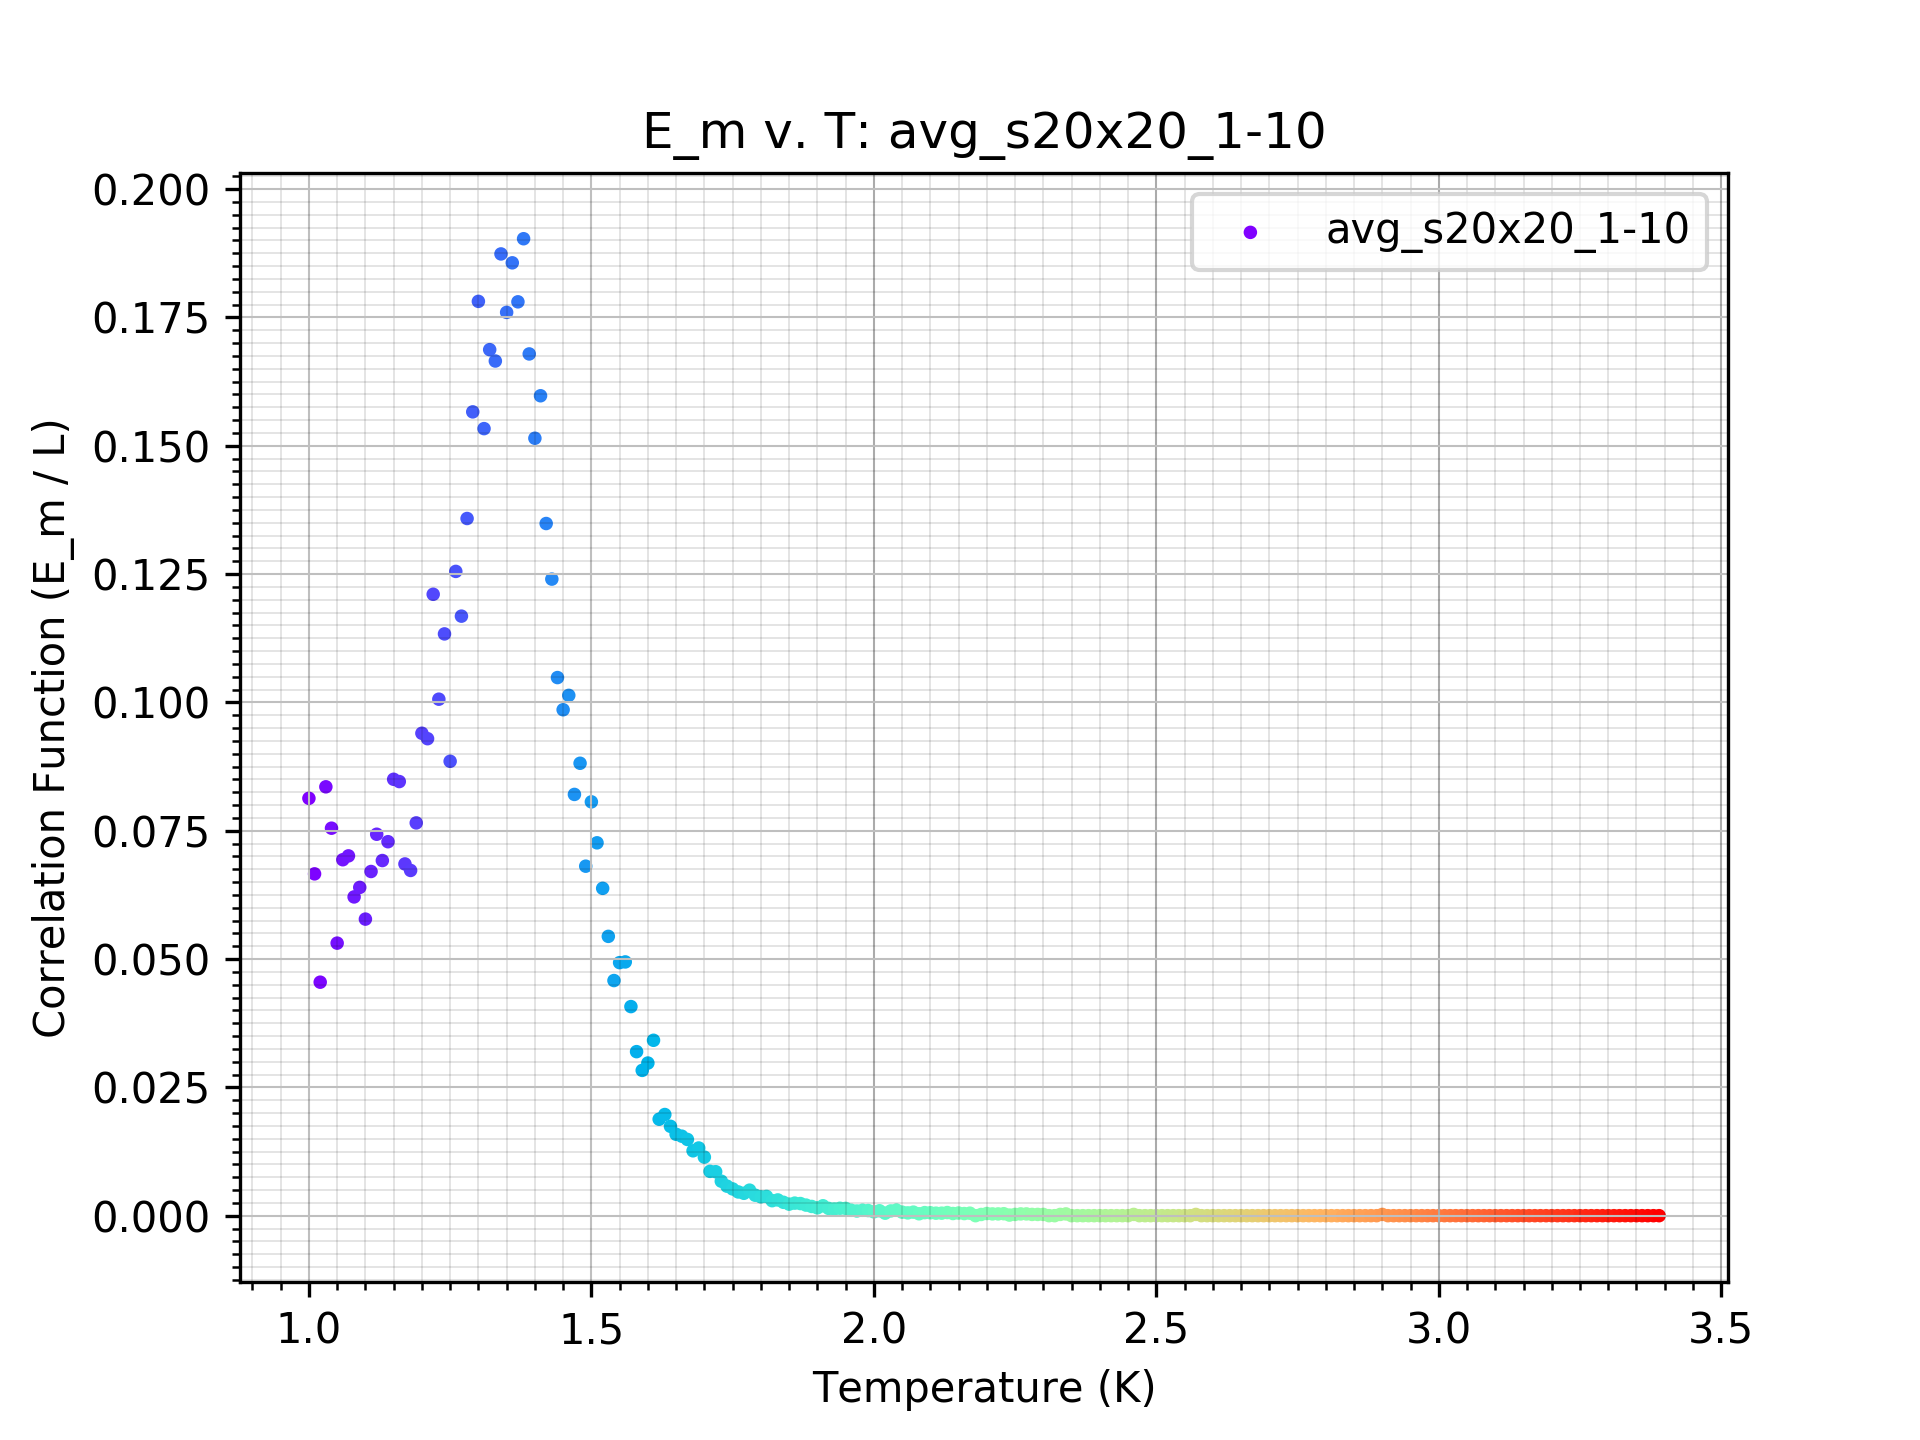 E_m v. T: avg_s20x20_1-10
avg_s20x20_1-10
Correlation Function (E_m / L)
0.200
0.175
0.150
0.125
0.100
0.075
0.050
0.025
0.000
1.0 1.5 2.0 2.5 3.0 3.5
Temperature (K)